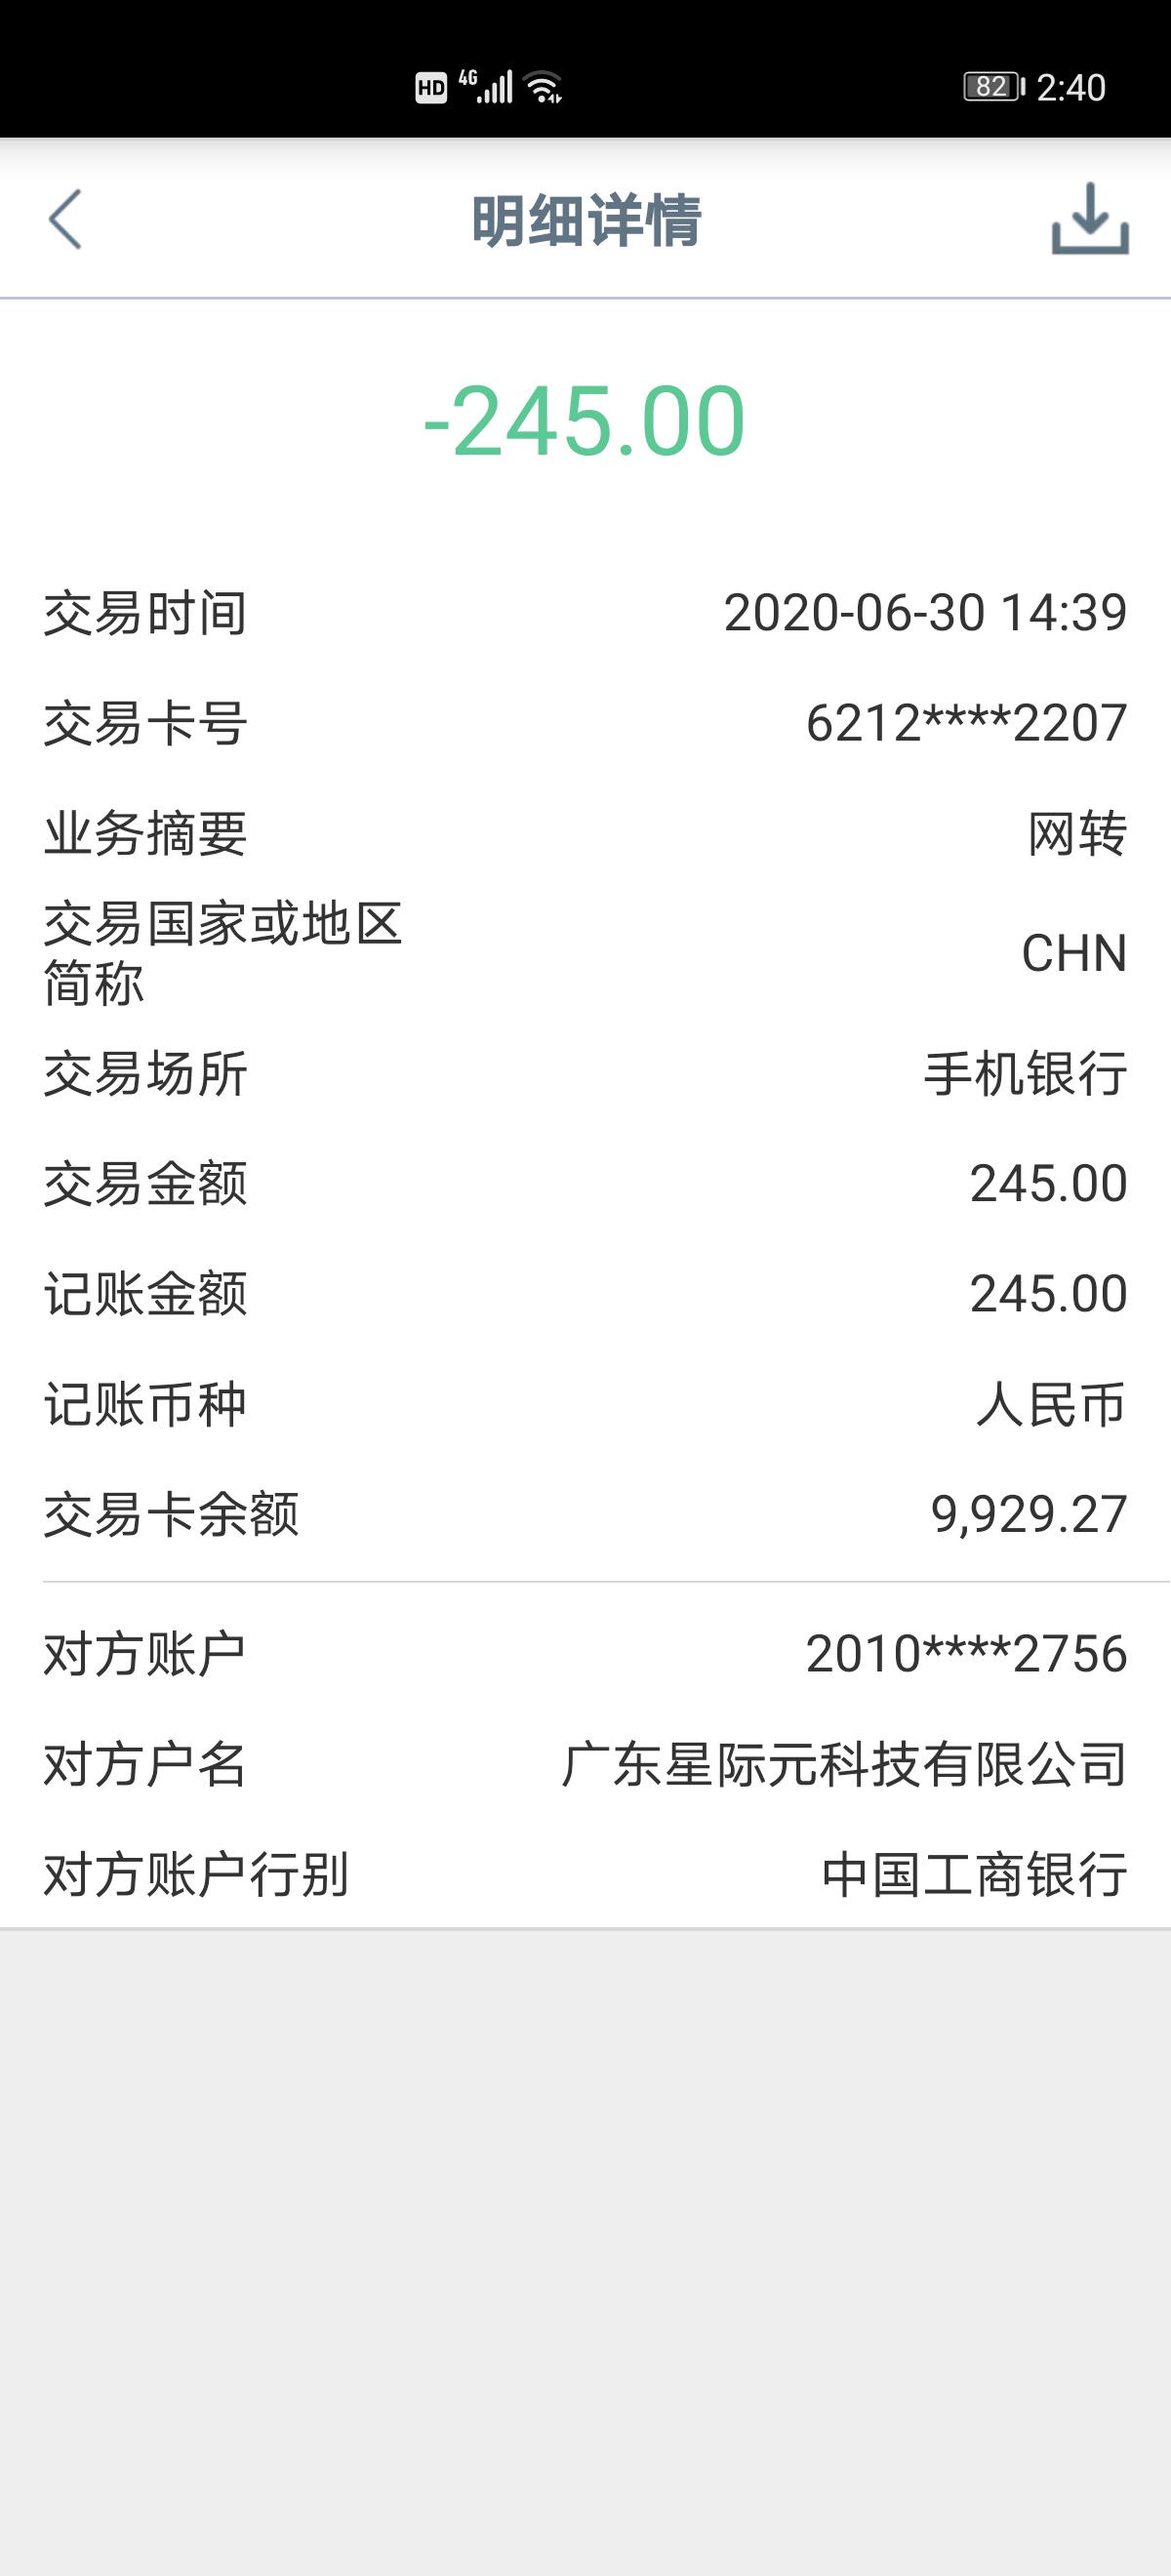 HD 4G 82 2:40
明细详情
-245.00
交易时间 2020-06-30 14:39
交易卡号 6212****2207
业务摘要 网转
交易国家或地区
简称 CHN
交易场所 手机银行
交易金额 245.00
记账金额 245.00
记账币种 人民币
交易卡余额 9,929.27
对方账户 2010****2756
对方户名 广东星际元科技有限公司
对方账户行别 中国工商银行